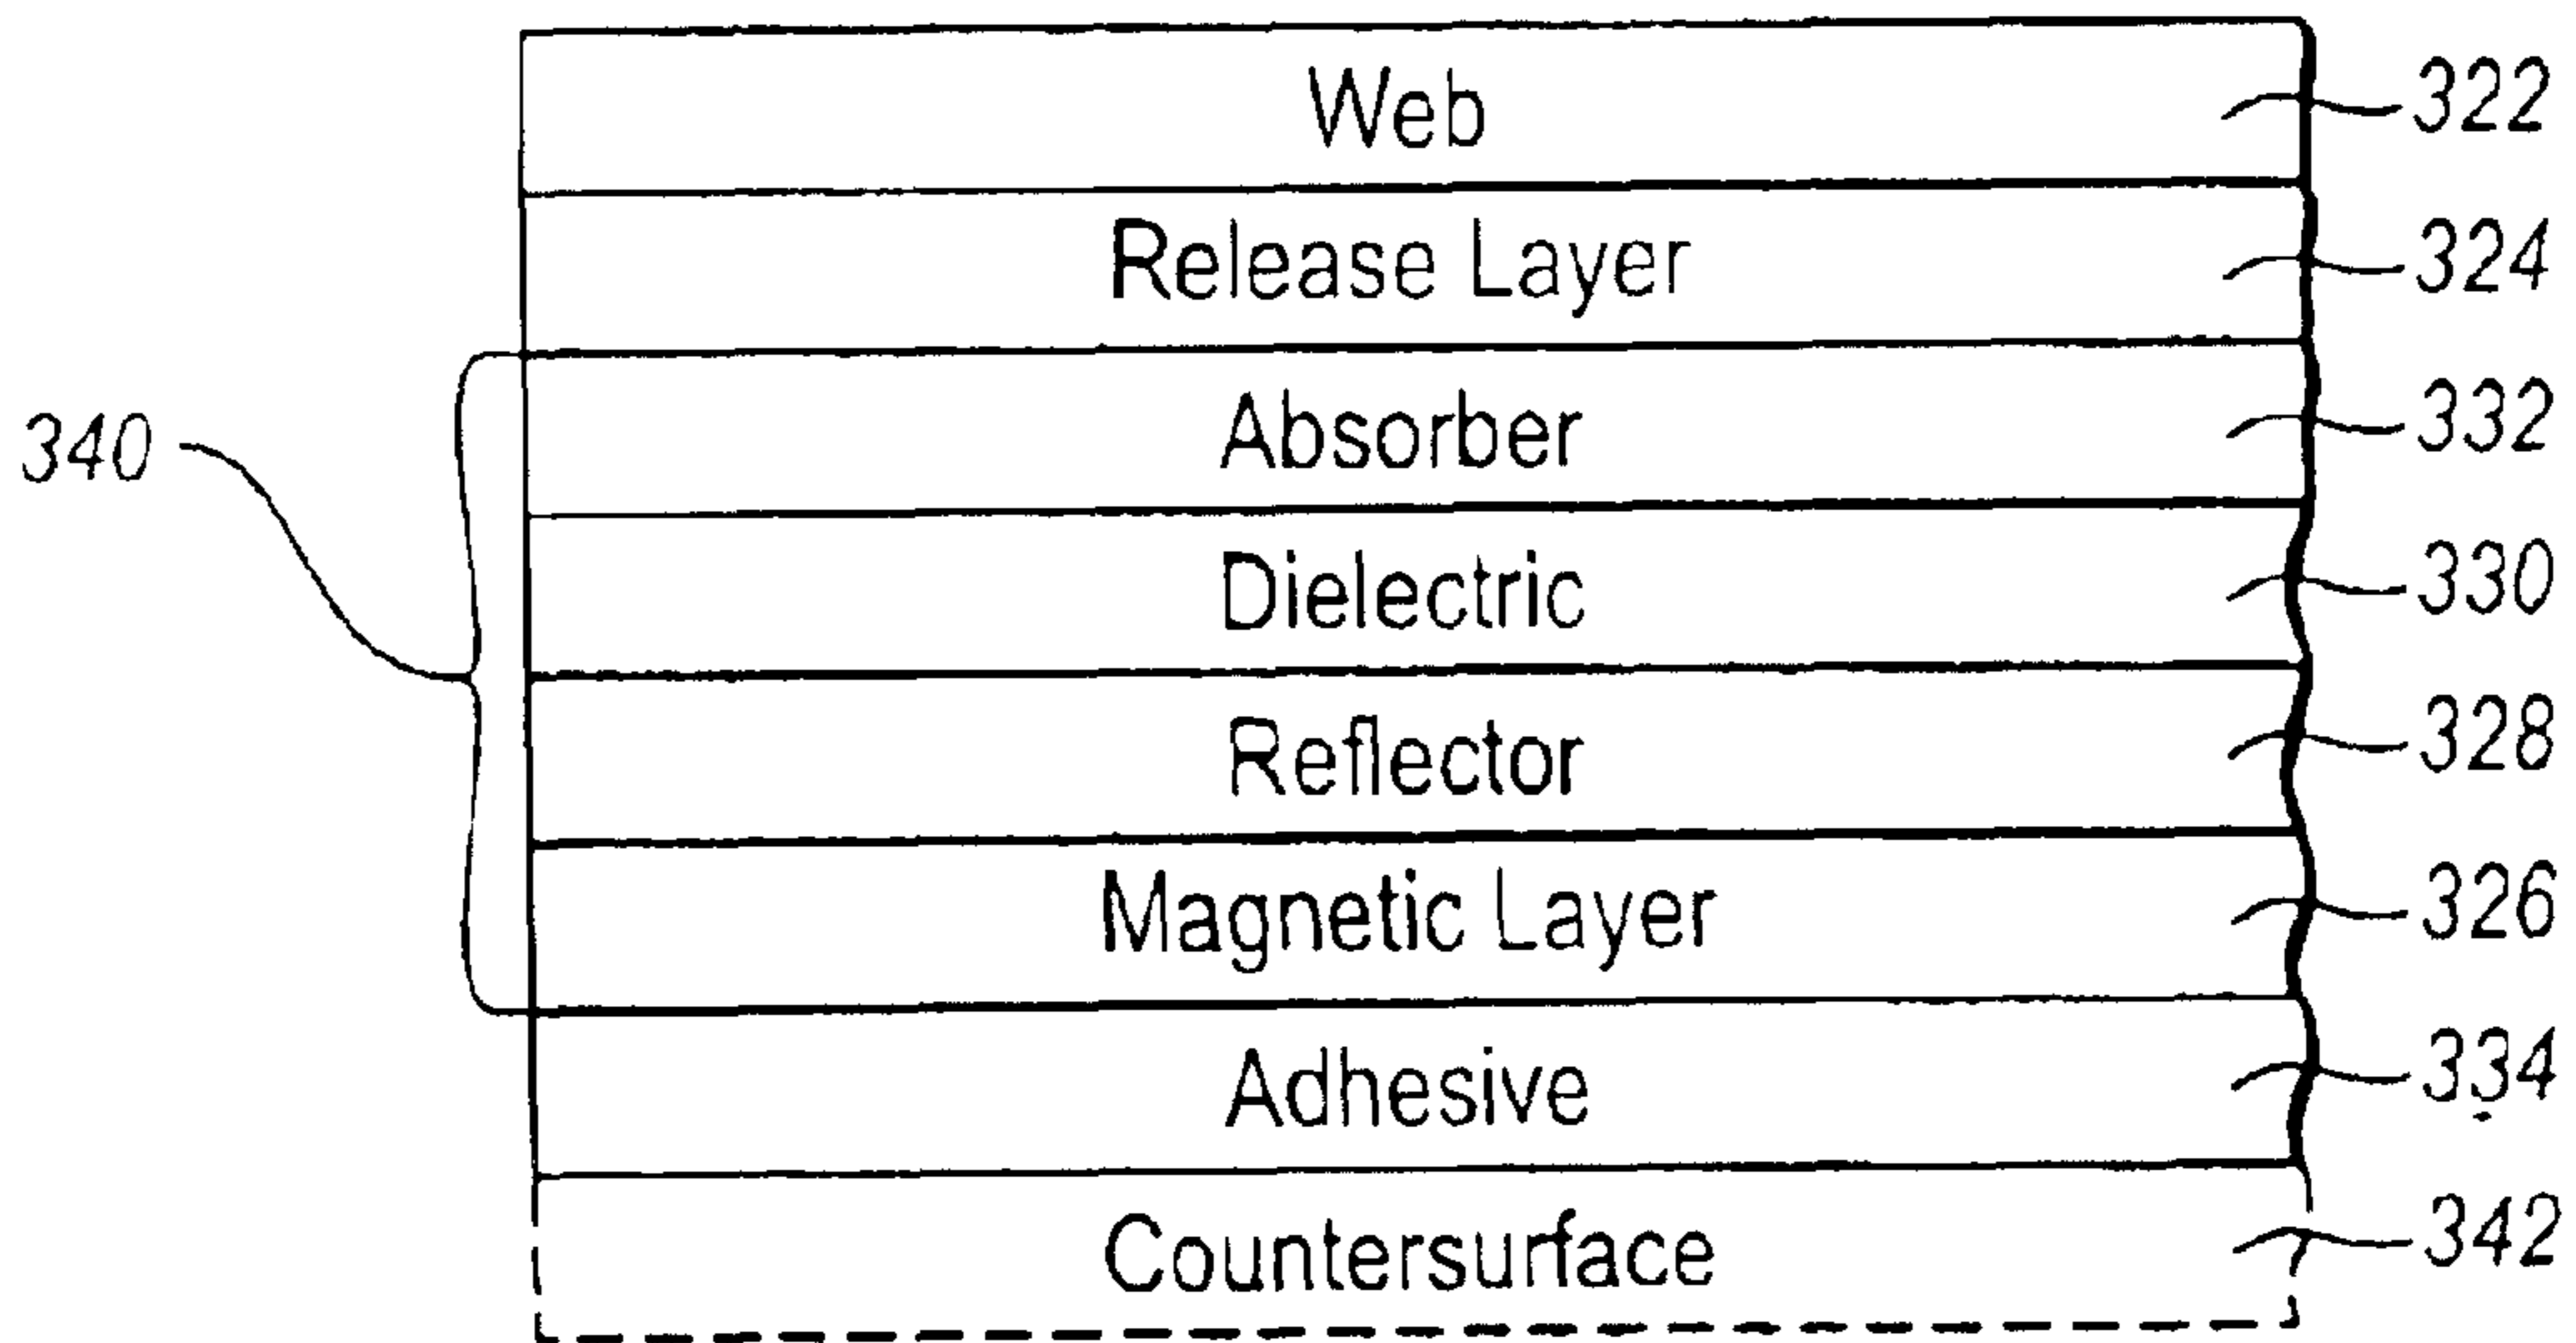 Web 322
Release Layer 324
Absorber 332
340
Dielectric 330
Reflector 328
Magnetic Layer 326
Adhesive 334
Countersurface 342